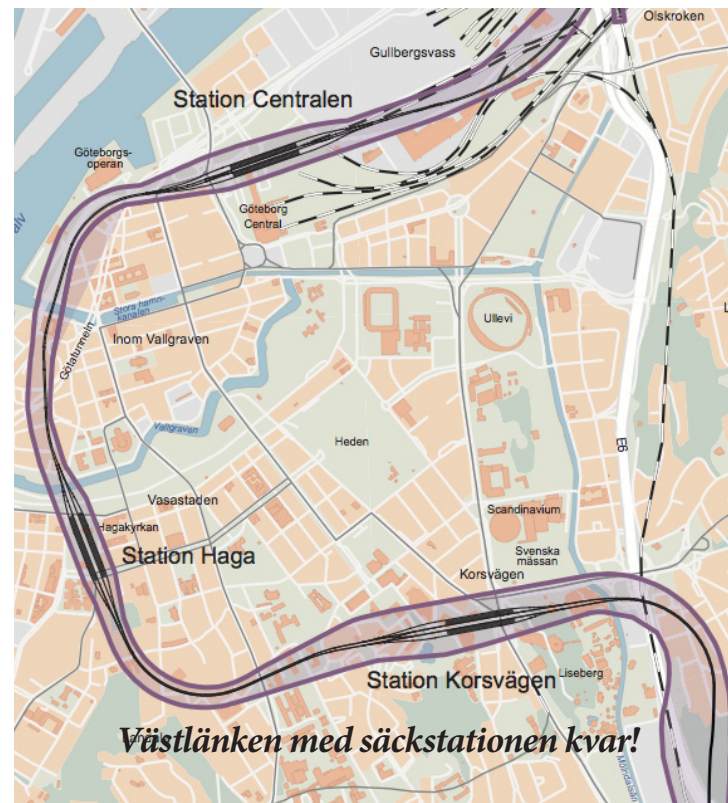 Olskroken
Gullbergsvass
Station Centralen
Göteborgs-
operan
Göteborg
Central
Stora hamn-
kanalen
Ullevi
Götatunneln
Inom Vallgraven
Vallgraven
Heden
E6
Vasastaden
Scandinavium
Hagakyrkan
Station Haga
Svenska
mässan
Korsvägen
Station Korsvägen
Liseberg
Västlänken med säckstationen kvar!
Mölndalsån